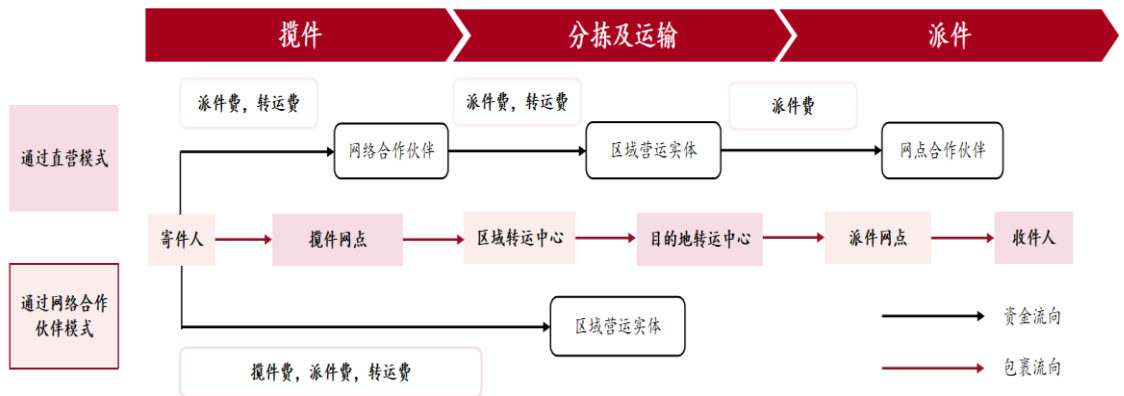 揽件
分拣及运输
派件
派件费，转运费
派件费，转运费
派件费
通过直营模式
网络合作伙伴
区域营运实体
网点合作伙伴
寄件人
揽件网点
区域转运中心
目的地转运中心
派件网点
收件人
通过网络合作
伙伴模式
区域营运实体
资金流向
揽件费，派件费，转运费
包裹流向